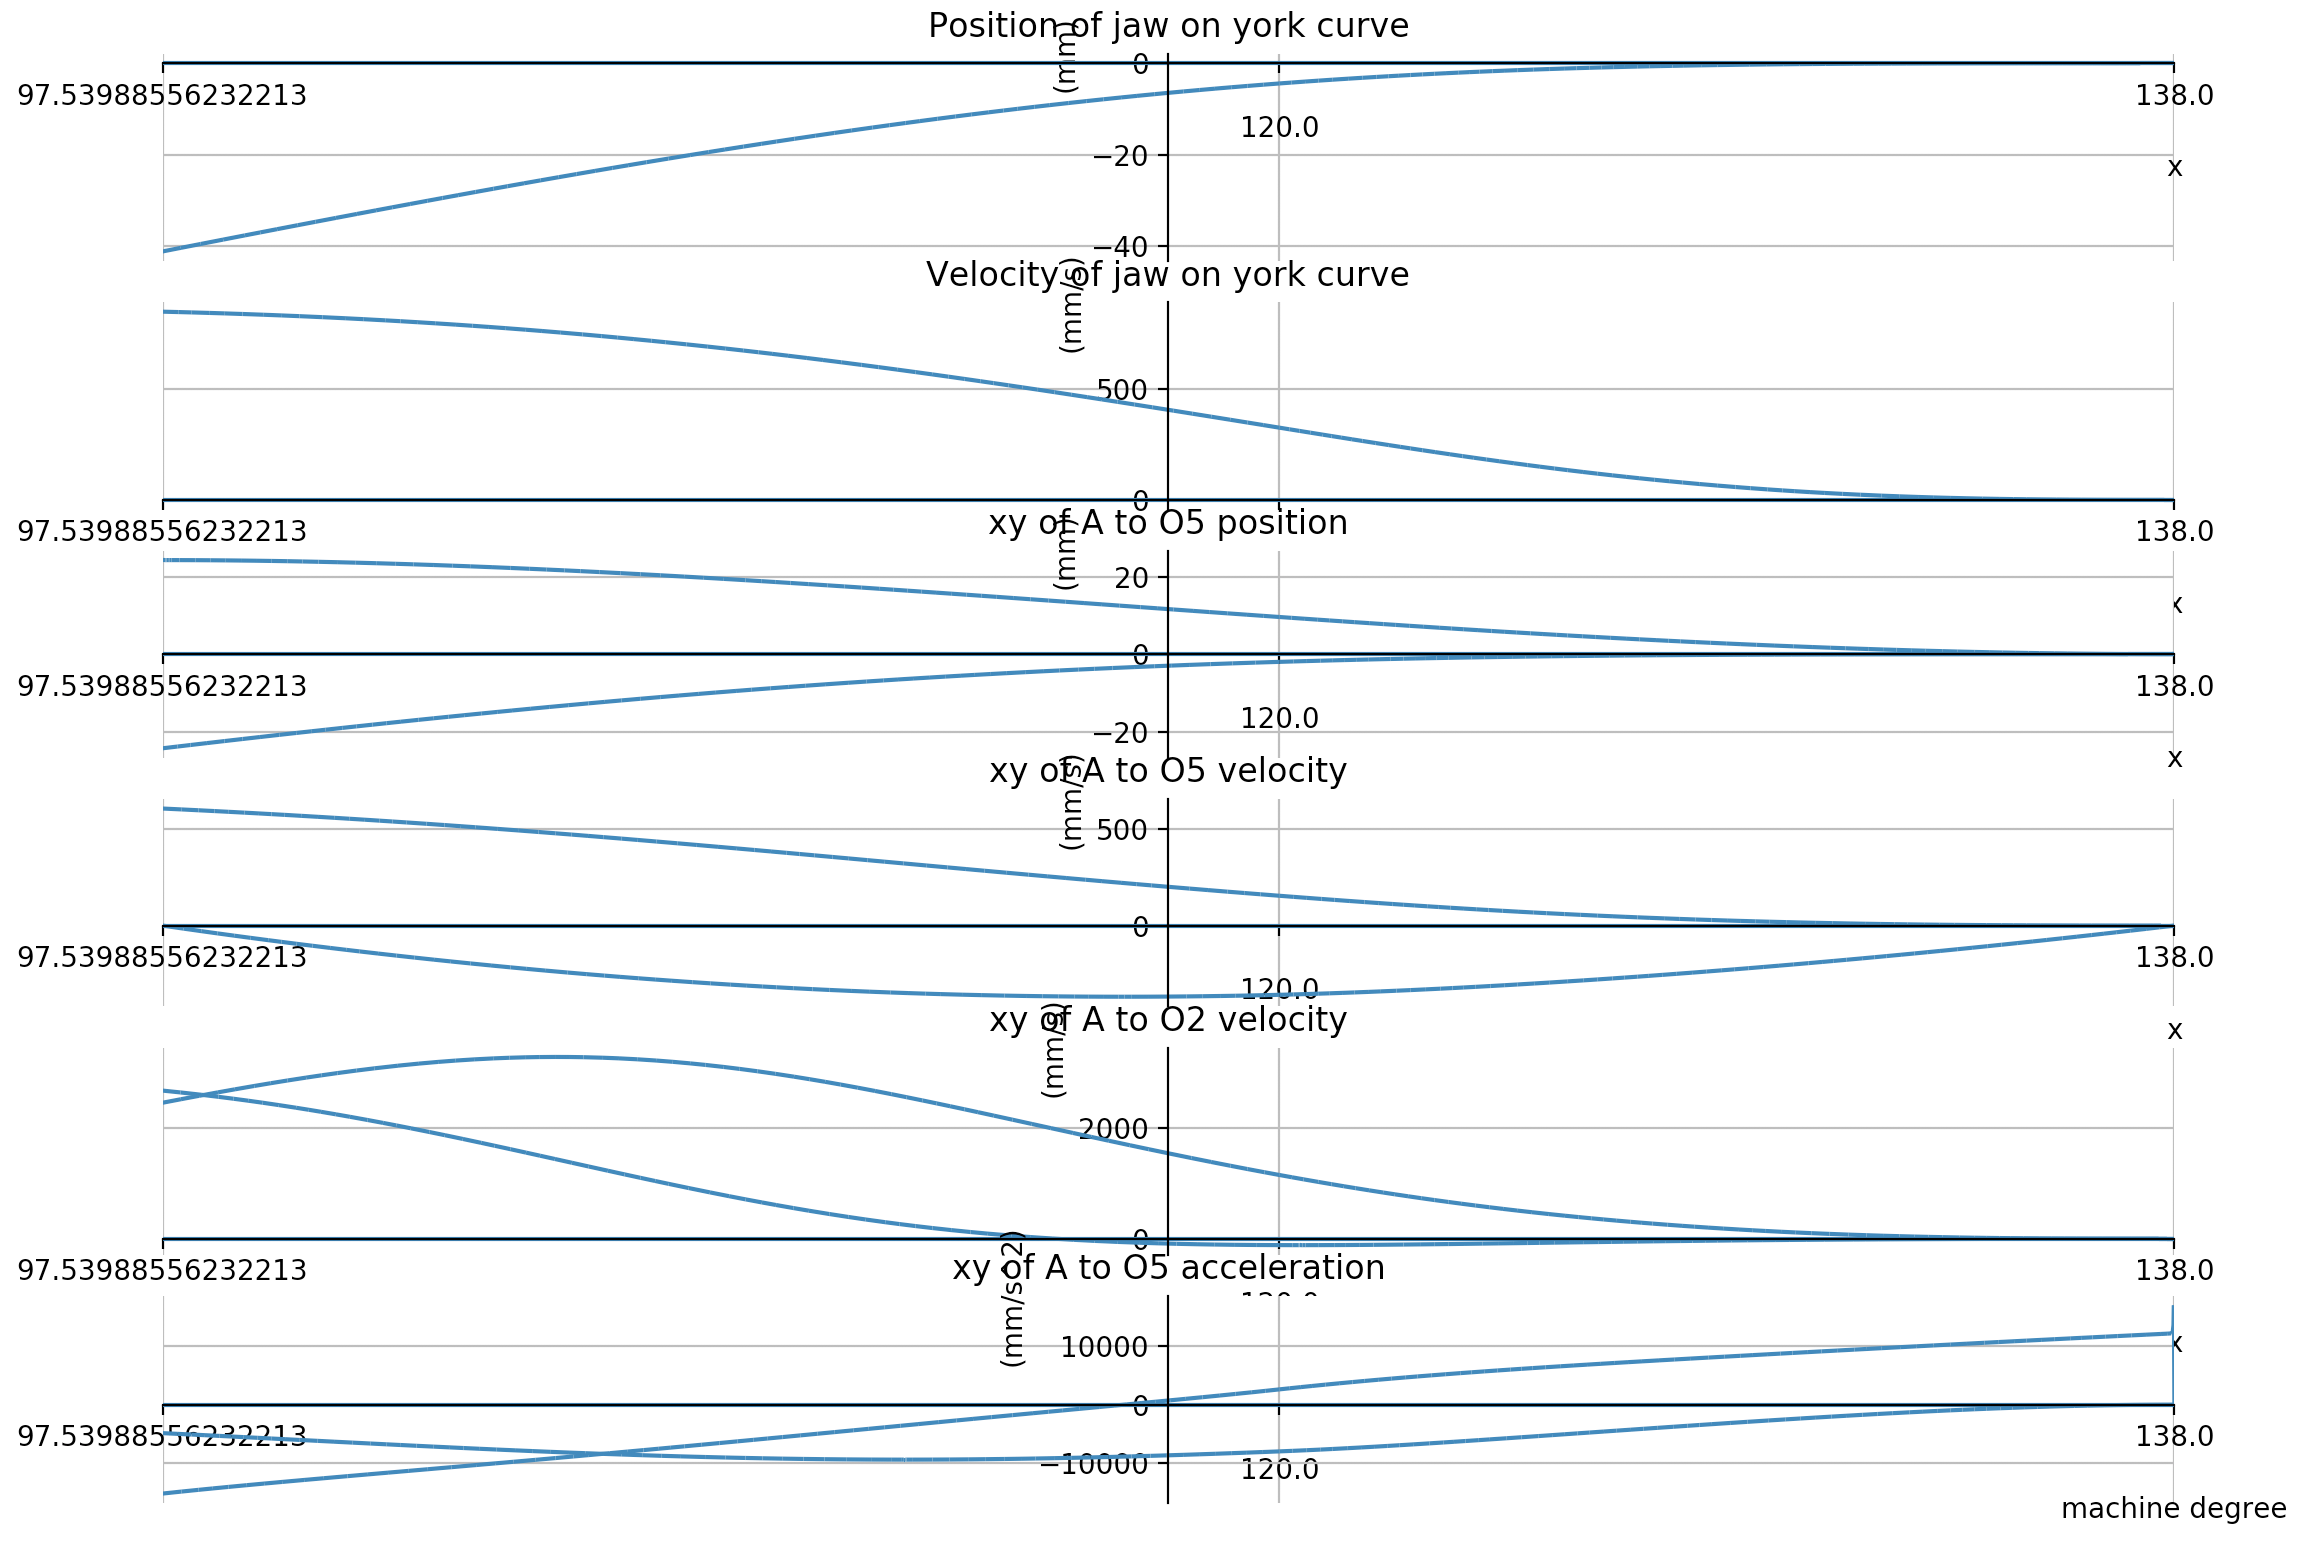 Position of jaw on york curve
(mm)
0
97.53988556232213
138.0
120.0
−20
x
−40
Velocity of jaw on york curve
(mm/s)
500
0
97.53988556232213
138.0
xy of A to O5 position
(mm)
20
x
0
97.53988556232213
138.0
120.0
−20
x
xy of A to O5 velocity
(mm/s)
500
0
97.53988556232213
138.0
120.0
x
xy of A to O2 velocity
(mm/s)
2000
0
97.53988556232213
138.0
xy of A to O5 acceleration
120.0
10000
x
0
97.53988556232213
138.0
−10000
120.0
machine degree